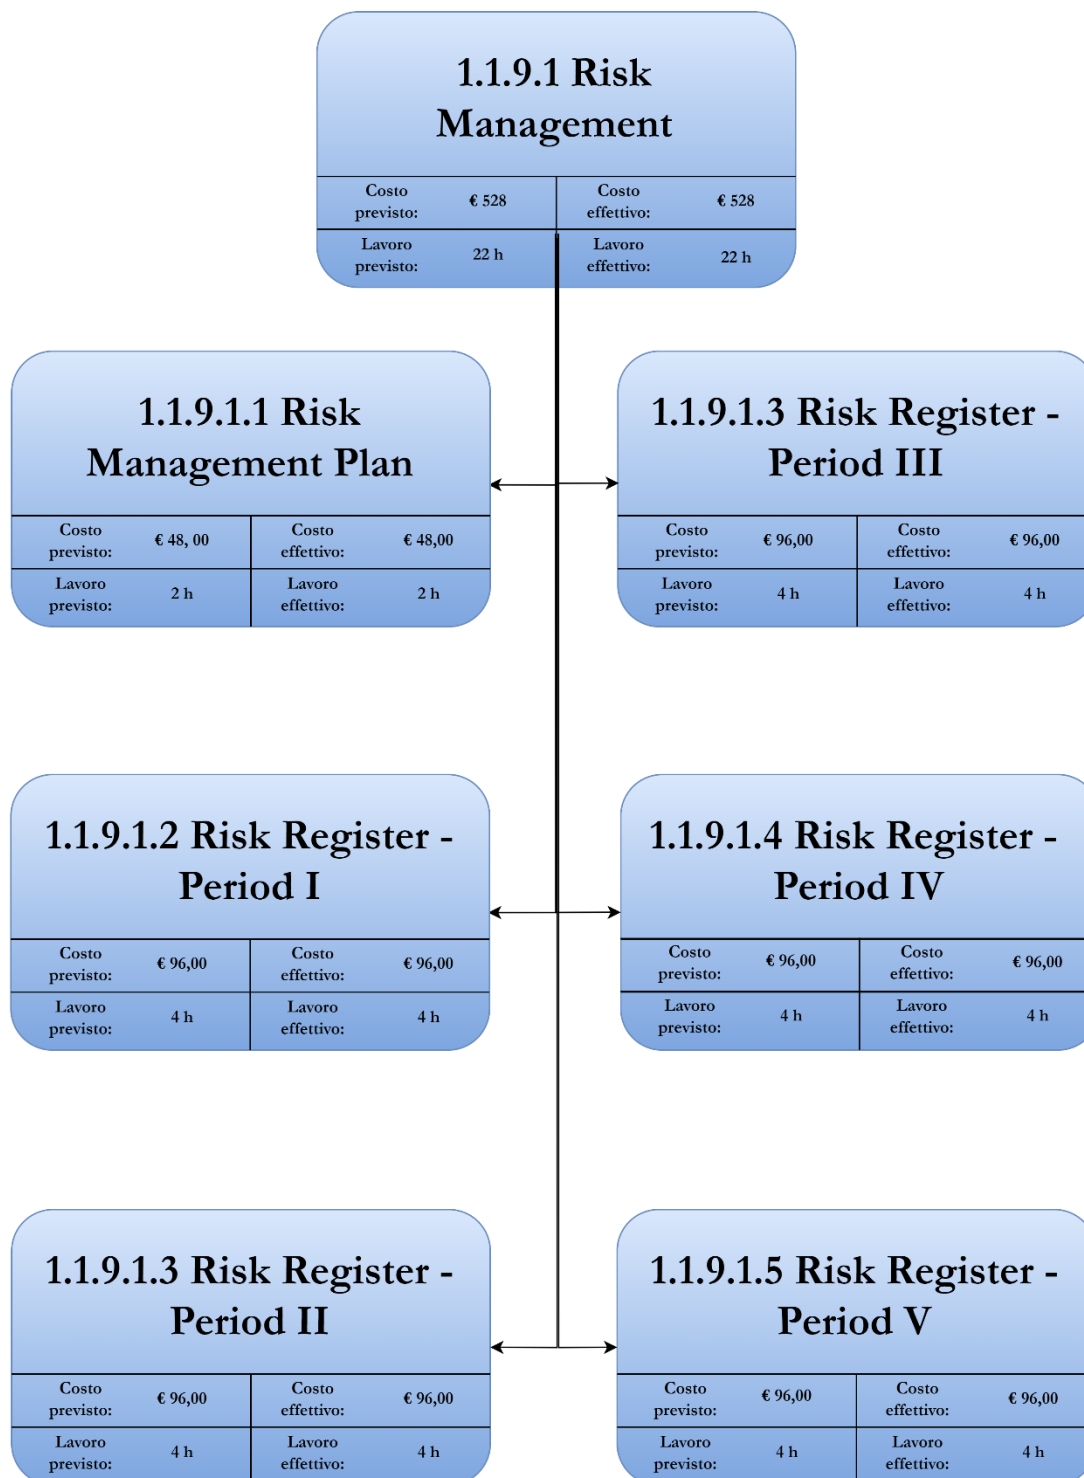 1.1.9.1 Risk
Management
Costo
previsto:
€ 528
Costo
effettivo:
€ 528
Lavoro
previsto:
22 h
Lavoro
effettivo:
22 h
1.1.9.1.1 Risk
Management Plan
Costo
previsto:
€ 48, 00
Costo
effettivo:
€ 48,00
Lavoro
previsto:
2 h
Lavoro
effettivo:
2 h
1.1.9.1.3 Risk Register -
Period III
Costo
previsto:
€ 96,00
Costo
effettivo:
€ 96,00
Lavoro
previsto:
4 h
Lavoro
effettivo:
4 h
1.1.9.1.2 Risk Register -
Period I
Costo
previsto:
€ 96,00
Costo
effettivo:
€ 96,00
Lavoro
previsto:
4 h
Lavoro
effettivo:
4 h
1.1.9.1.4 Risk Register -
Period IV
Costo
previsto:
€ 96,00
Costo
effettivo:
€ 96,00
Lavoro
previsto:
4 h
Lavoro
effettivo:
4 h
1.1.9.1.3 Risk Register -
Period II
Costo
previsto:
€ 96,00
Costo
effettivo:
€ 96,00
Lavoro
previsto:
4 h
Lavoro
effettivo:
4 h
1.1.9.1.5 Risk Register -
Period V
Costo
previsto:
€ 96,00
Costo
effettivo:
€ 96,00
Lavoro
previsto:
4 h
Lavoro
effettivo:
4 h